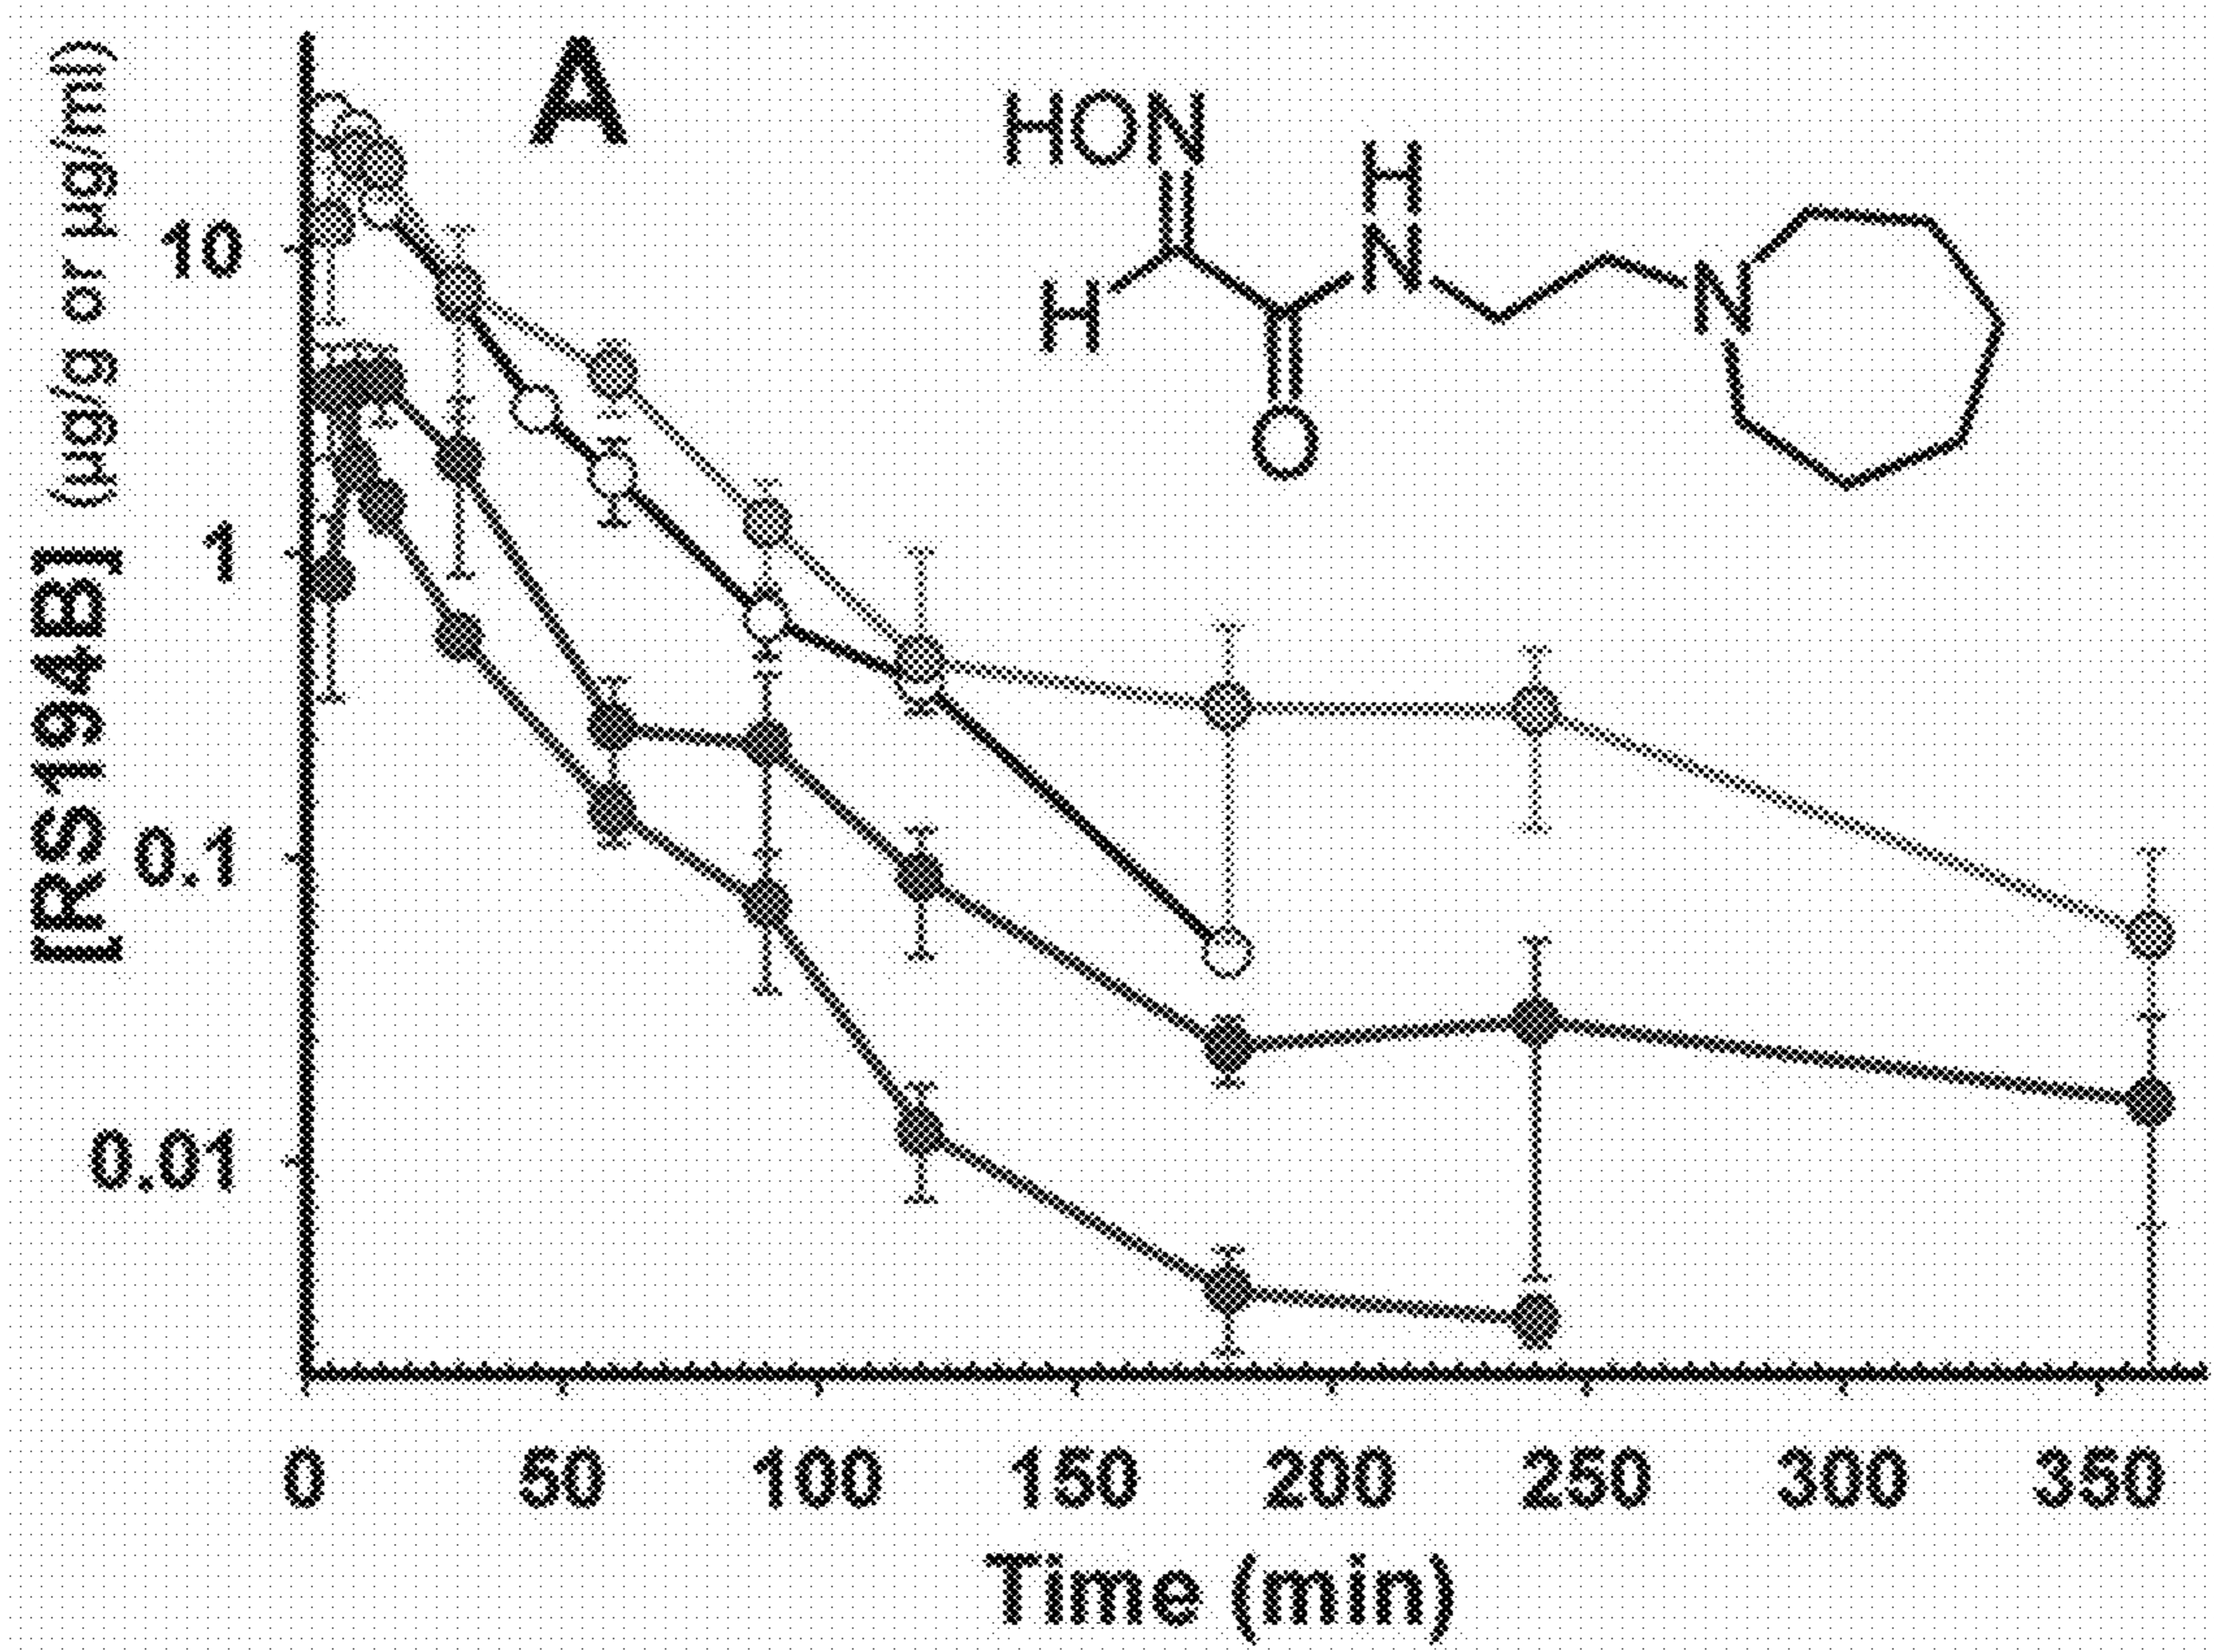 A
[RS194B] (µg/g or µg/ml)
10
1
0.1
0.01
HON
H
H
N
O
N
0
50
100
150
200
250
300
350
Time (min)